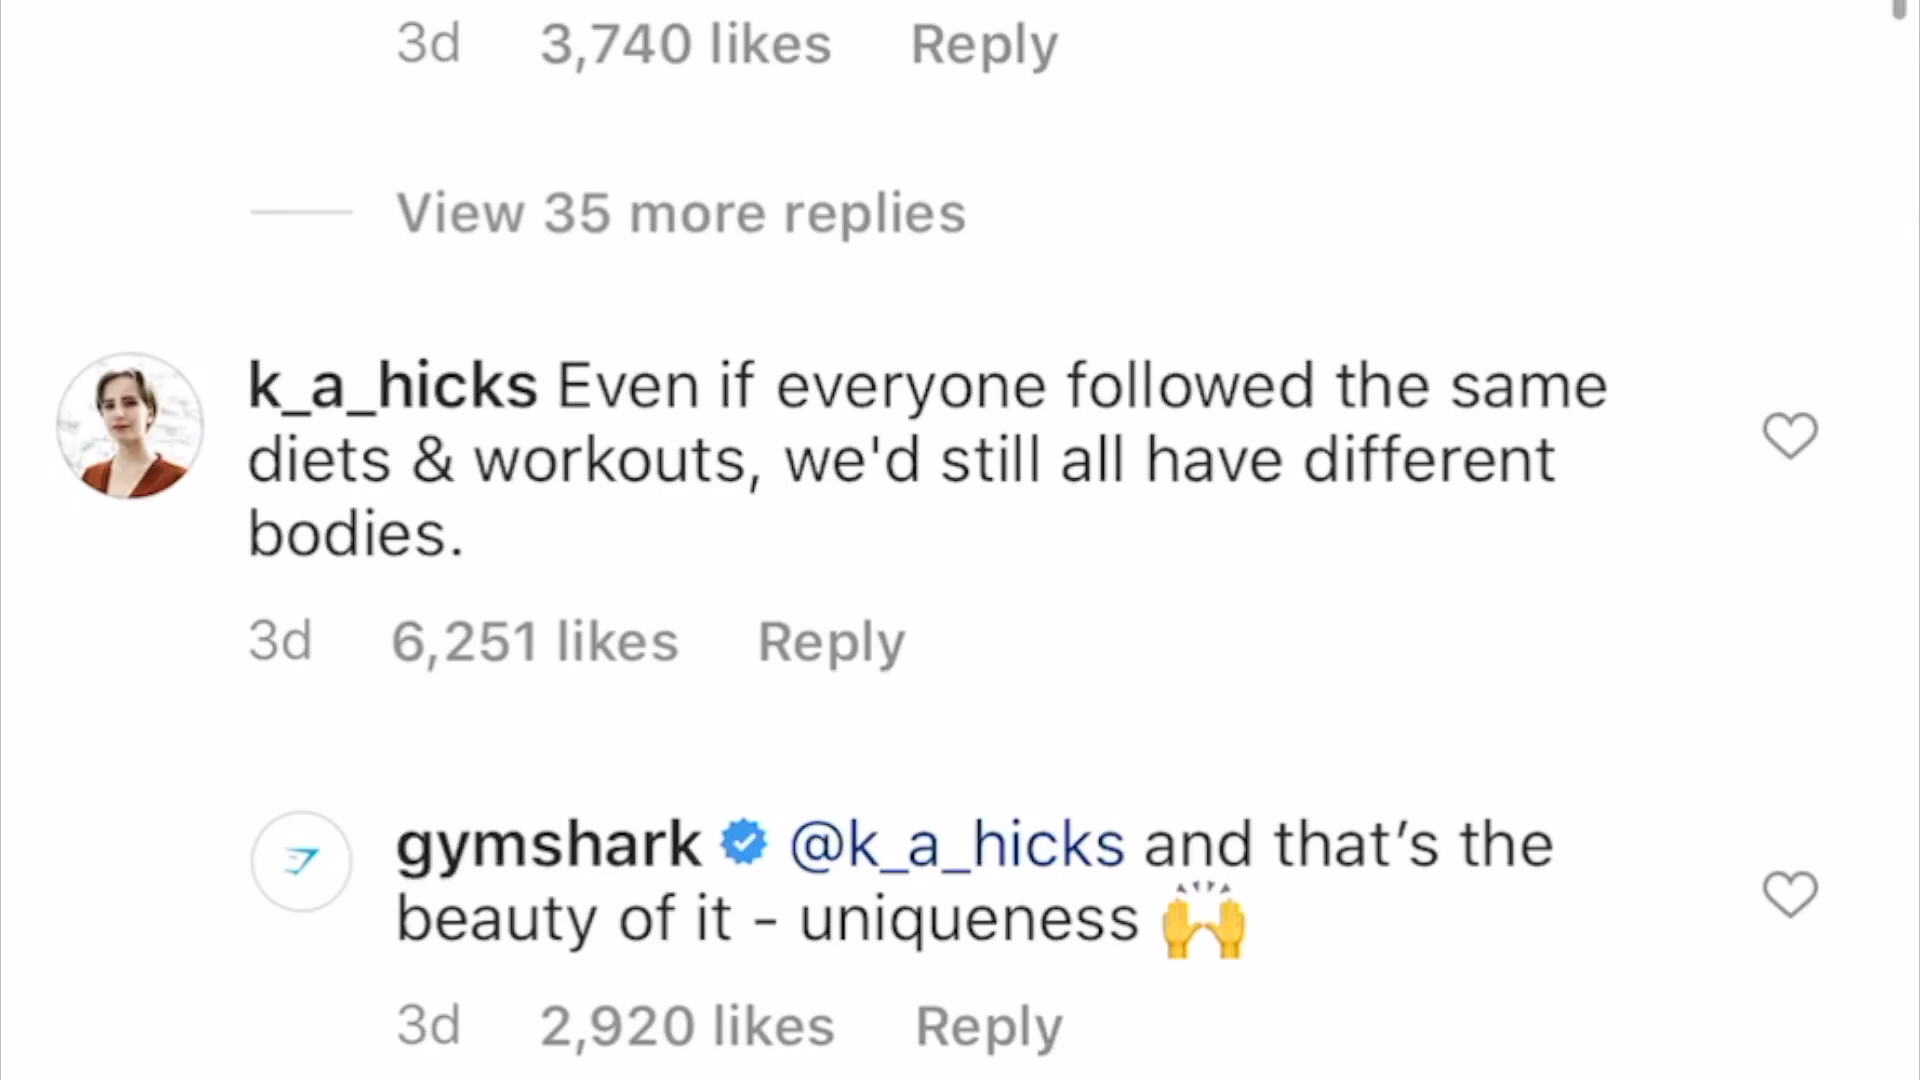 3d 3,740 likes Reply
View 35 more replies
k_a_hicks Even if everyone followed the same
diets & workouts, we'd still all have different
bodies.
3d 6,251 likes Reply
gymshark @k_a_hicks and that’s the
beauty of it - uniqueness 🙌
3d 2,920 likes Reply